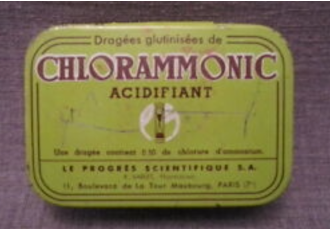 Dragées glutinisées de
CHLORAMMONIC
ACIDIFIANT
Une dragée contient 0.50 de chlorure d'ammonium.
LE PROGRÈS SCIENTIFIQUE S.A.
11, Boulevard de La Tour Maubourg, PARIS (7ᵉ)